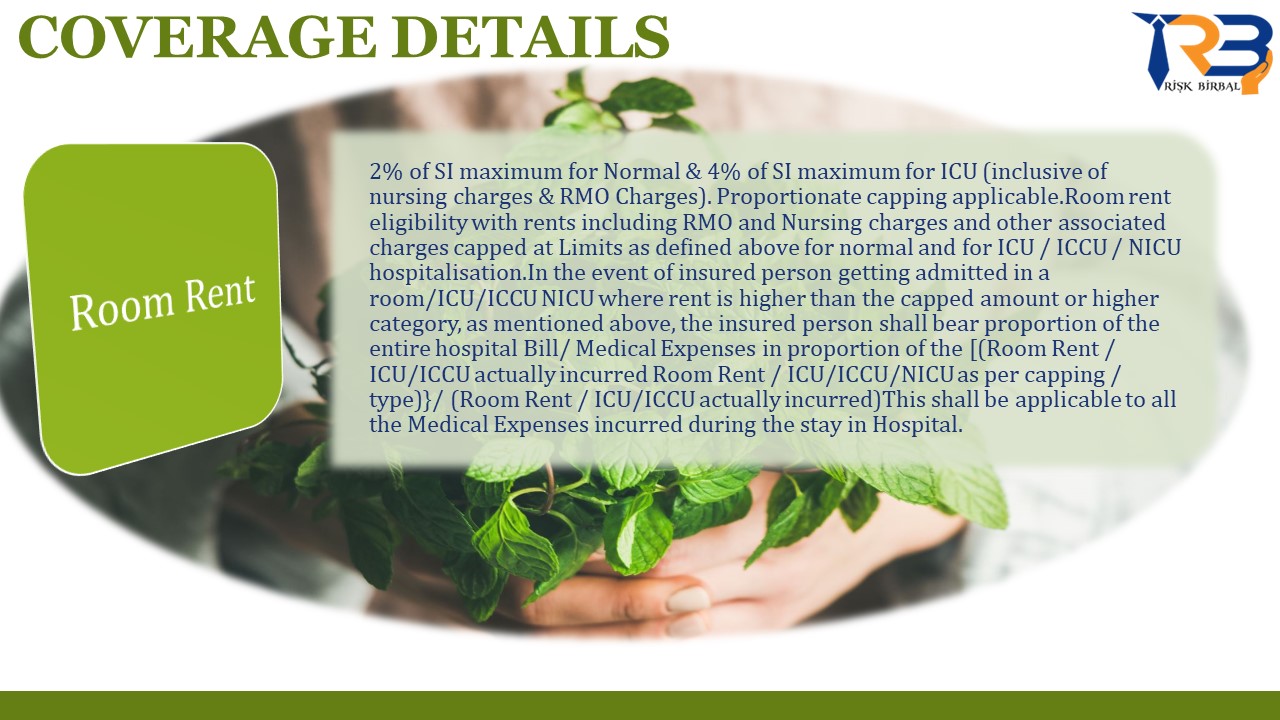 COVERAGE DETAILS
RB
RİŞK BİRBAL
Room Rent
2% of SI maximum for Normal & 4% of SI maximum for ICU (inclusive of
nursing charges & RMO Charges). Proportionate capping applicable.Room rent
eligibility with rents including RMO and Nursing charges and other associated
charges capped at Limits as defined above for normal and for ICU / ICCU / NICU
hospitalisation.In the event of insured person getting admitted in a
room/ICU/ICCU NICU where rent is higher than the capped amount or higher
category, as mentioned above, the insured person shall bear proportion of the
entire hospital Bill/ Medical Expenses in proportion of the [(Room Rent /
ICU/ICCU actually incurred Room Rent / ICU/ICCU/NICU as per capping /
type)}/ (Room Rent / ICU/ICCU actually incurred)This shall be applicable to all
the Medical Expenses incurred during the stay in Hospital.